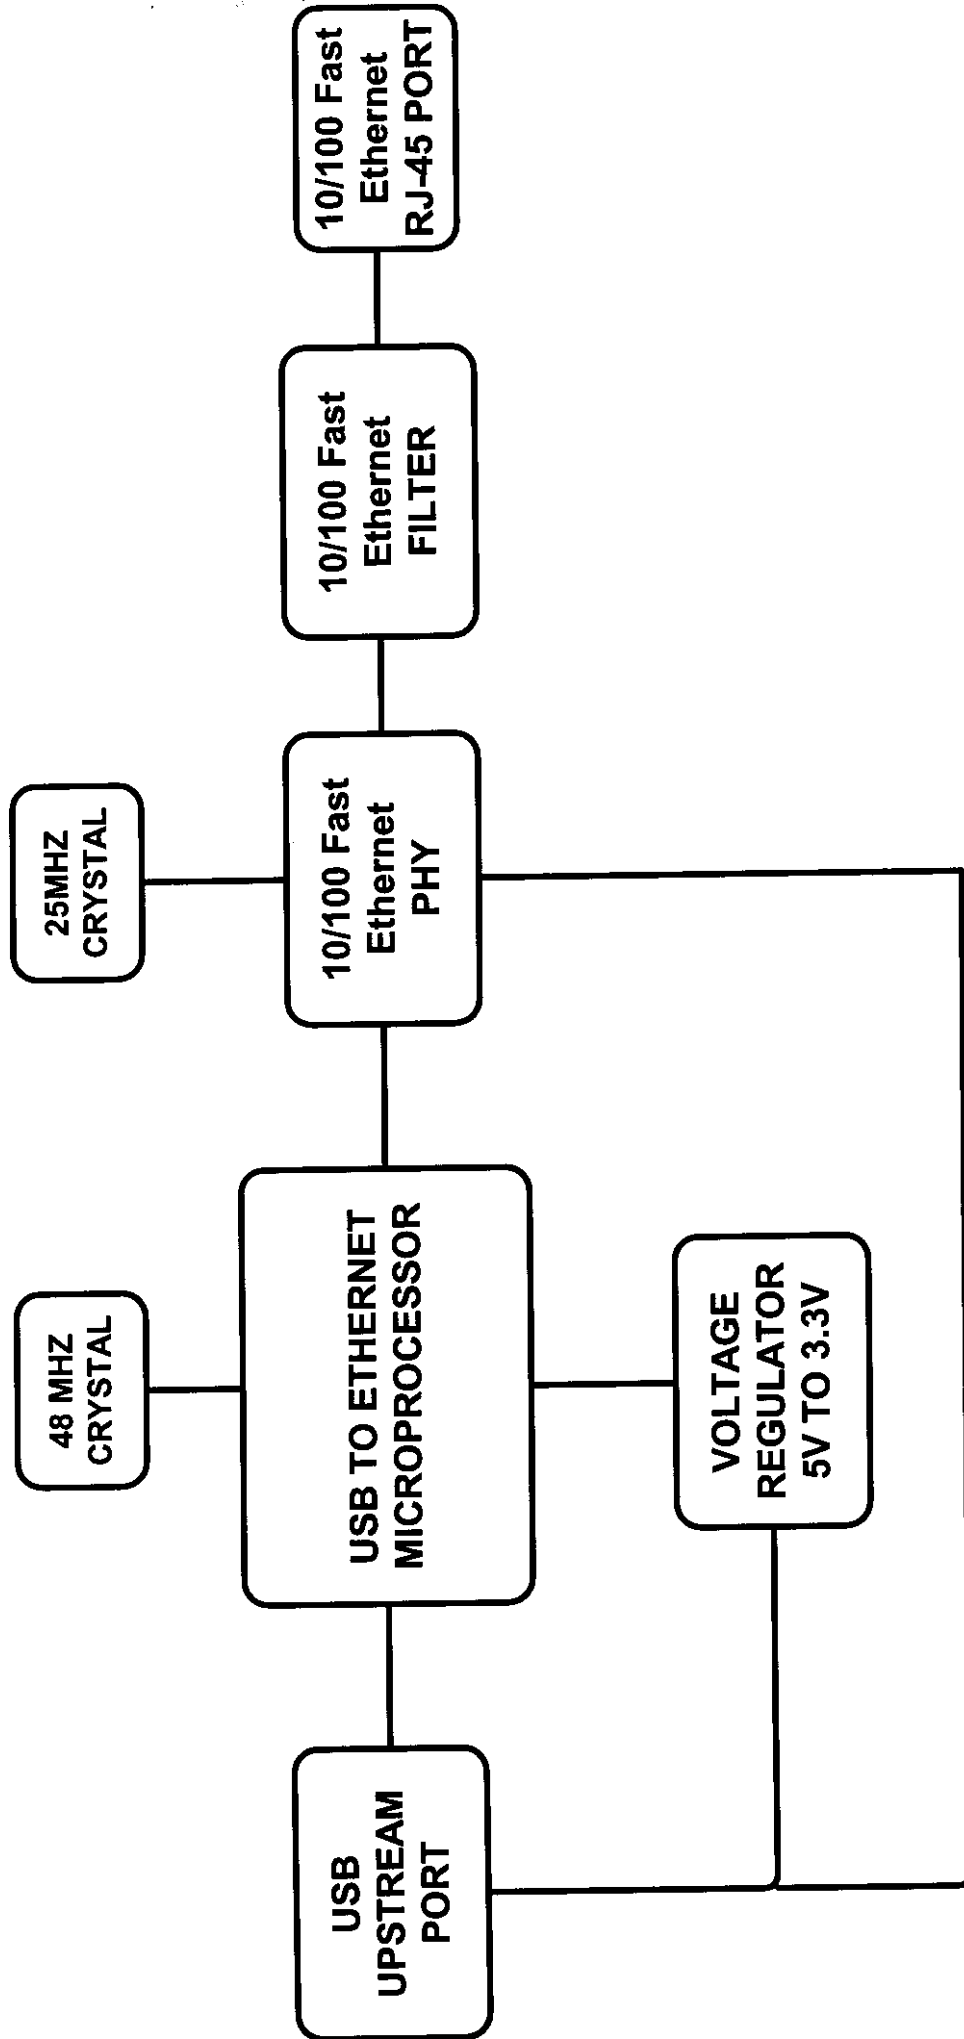 48 MHZ
CRYSTAL
25MHZ
CRYSTAL
USB
UPSTREAM
PORT
USB TO ETHERNET
MICROPROCESSOR
10/100 Fast
Ethernet
PHY
10/100 Fast
Ethernet
FILTER
10/100 Fast
Ethernet
RJ-45 PORT
VOLTAGE
REGULATOR
5V TO 3.3V